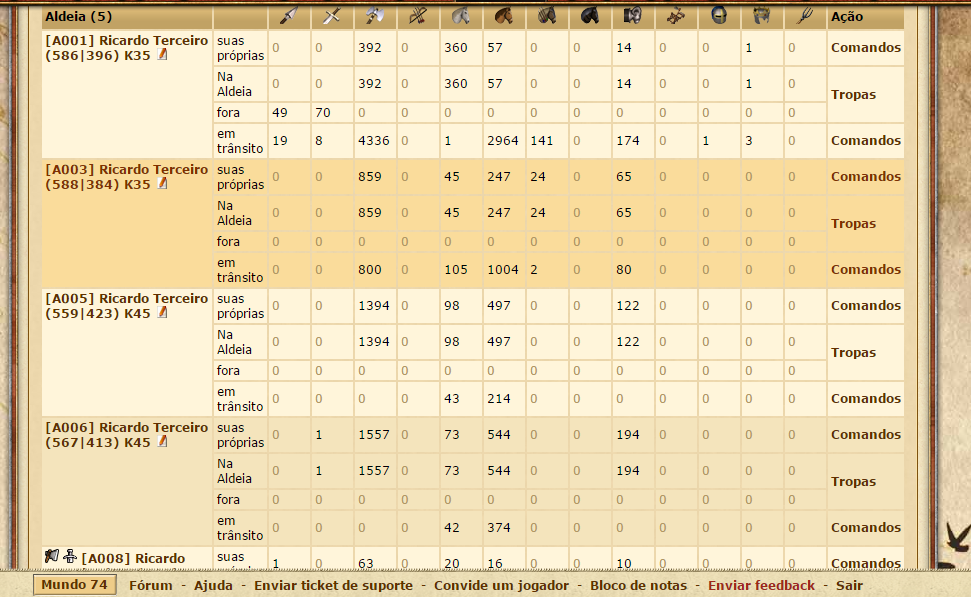 Aldeia (5) Ação
[A001] Ricardo Terceiro (586|396) K35
suas próprias 0 0 392 0 360 57 0 0 14 0 0 1 0 Comandos
Na Aldeia 0 0 392 0 360 57 0 0 14 0 0 1 0 Tropas
fora 49 70 0 0 0 0 0 0 0 0 0 0 0
em trânsito 19 8 4336 0 1 2964 141 0 174 0 1 3 0 Comandos
[A003] Ricardo Terceiro (588|384) K35
suas próprias 0 0 859 0 45 247 24 0 65 0 0 0 0 Comandos
Na Aldeia 0 0 859 0 45 247 24 0 65 0 0 0 0 Tropas
fora 0 0 0 0 0 0 0 0 0 0 0 0 0
em trânsito 0 0 800 0 105 1004 2 0 80 0 0 0 0 Comandos
[A005] Ricardo Terceiro (559|423) K45
suas próprias 0 0 1394 0 98 497 0 0 122 0 0 0 0 Comandos
Na Aldeia 0 0 1394 0 98 497 0 0 122 0 0 0 0 Tropas
fora 0 0 0 0 0 0 0 0 0 0 0 0 0
em trânsito 0 0 0 0 43 214 0 0 0 0 0 0 0 Comandos
[A006] Ricardo Terceiro (567|413) K45
suas próprias 0 1 1557 0 73 544 0 0 194 0 0 0 0 Comandos
Na Aldeia 0 1 1557 0 73 544 0 0 194 0 0 0 0 Tropas
fora 0 0 0 0 0 0 0 0 0 0 0 0 0
em trânsito 0 0 0 0 42 374 0 0 0 0 0 0 0 Comandos
[A008] Ricardo suas 1 0 63 0 20 16 0 0 10 0 0 0 0 Comandos
Mundo 74 Fórum - Ajuda - Enviar ticket de suporte - Convide um jogador - Bloco de notas - Enviar feedback - Sair